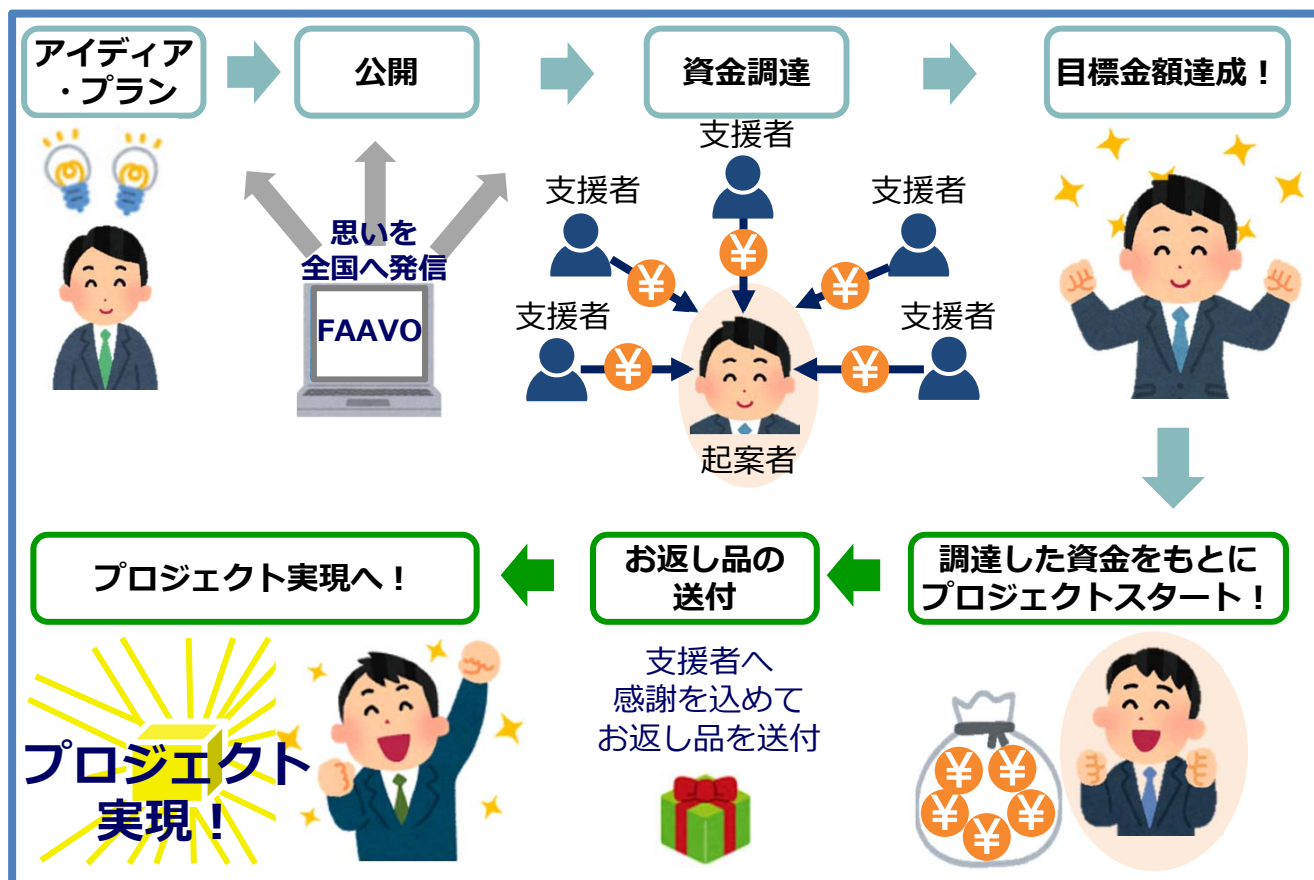 アイディア
・プラン
公開
資金調達
目標金額達成！
思いを
全国へ発信
FAAVO
支援者
支援者
支援者
支援者
支援者
¥
¥
¥
¥
¥
起案者
プロジェクト実現へ！
お返し品の
送付
調達した資金をもとに
プロジェクトスタート！
プロジェクト
実現！
支援者へ
感謝を込めて
お返し品を送付
¥
¥
¥
¥
¥